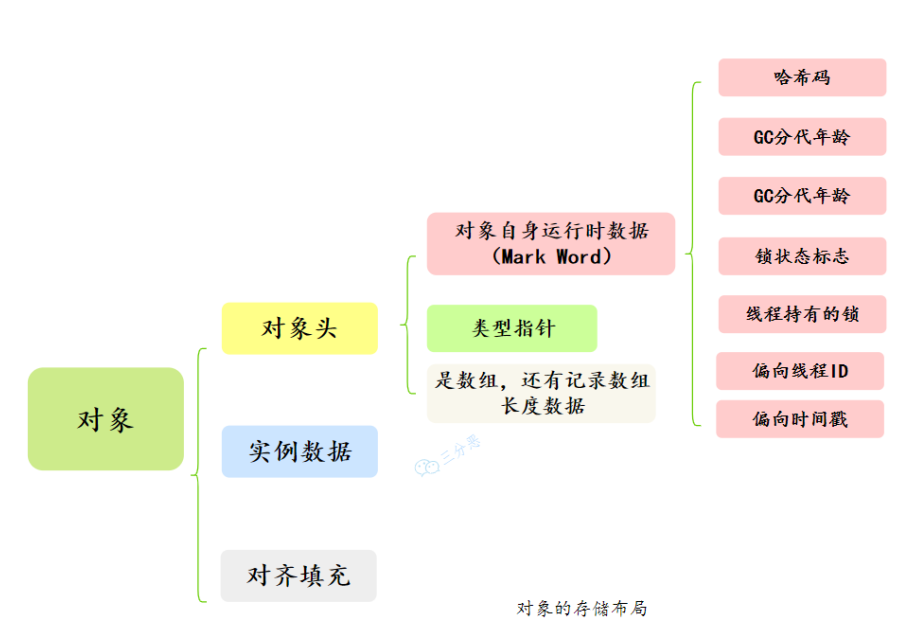 哈希码
GC分代年龄
GC分代年龄
对象自身运行时数据
（Mark Word）
锁状态标志
线程持有的锁
对象头
类型指针
偏向线程ID
是数组，还有记录数组
长度数据
对象
偏向时间戳
实例数据
三分恶
对齐填充
对象的存储布局